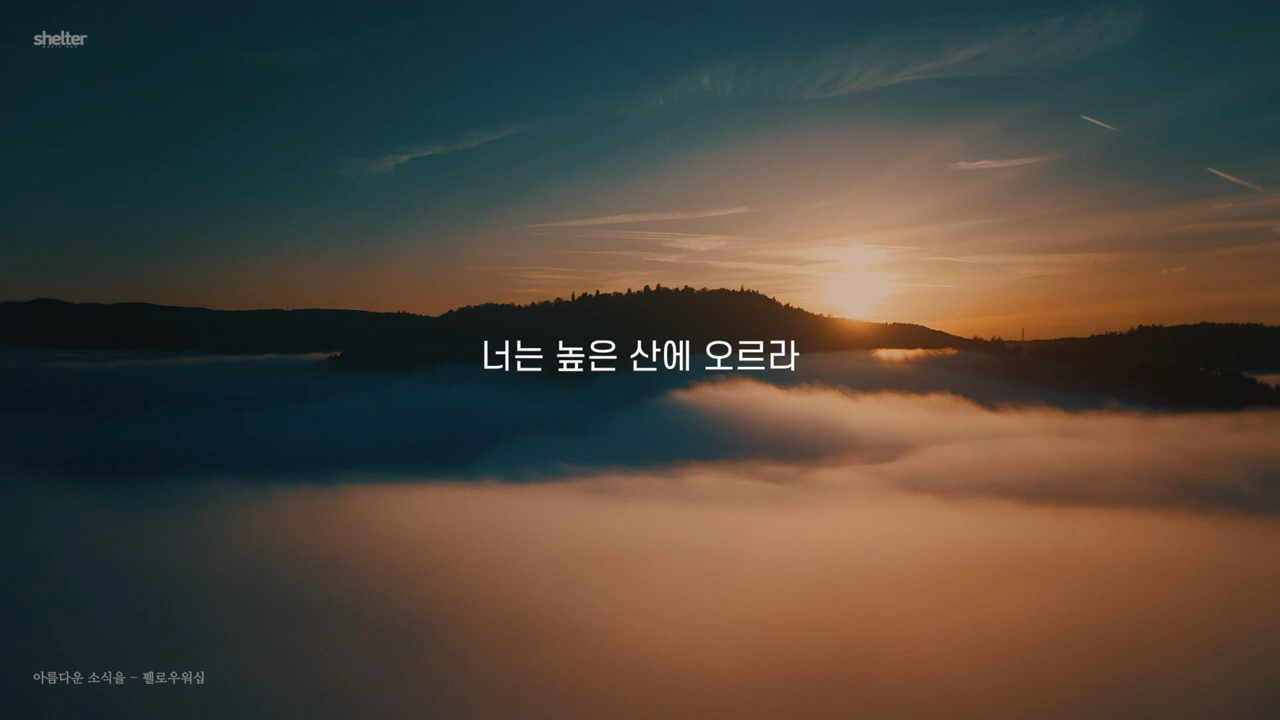 shelter
너는 높은 산에 오르라
아름다운 소식을 - 펠로우워십